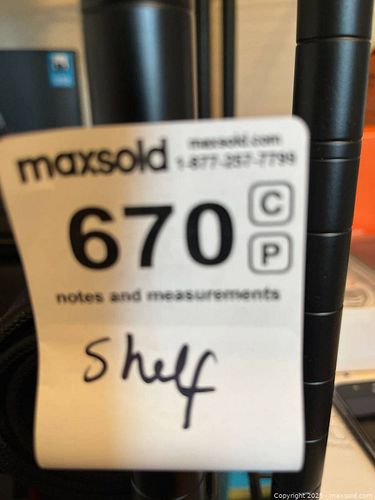 maxsold
maxsold.com
1-877-257-7799
670
C
P
notes and measurements
Shelf